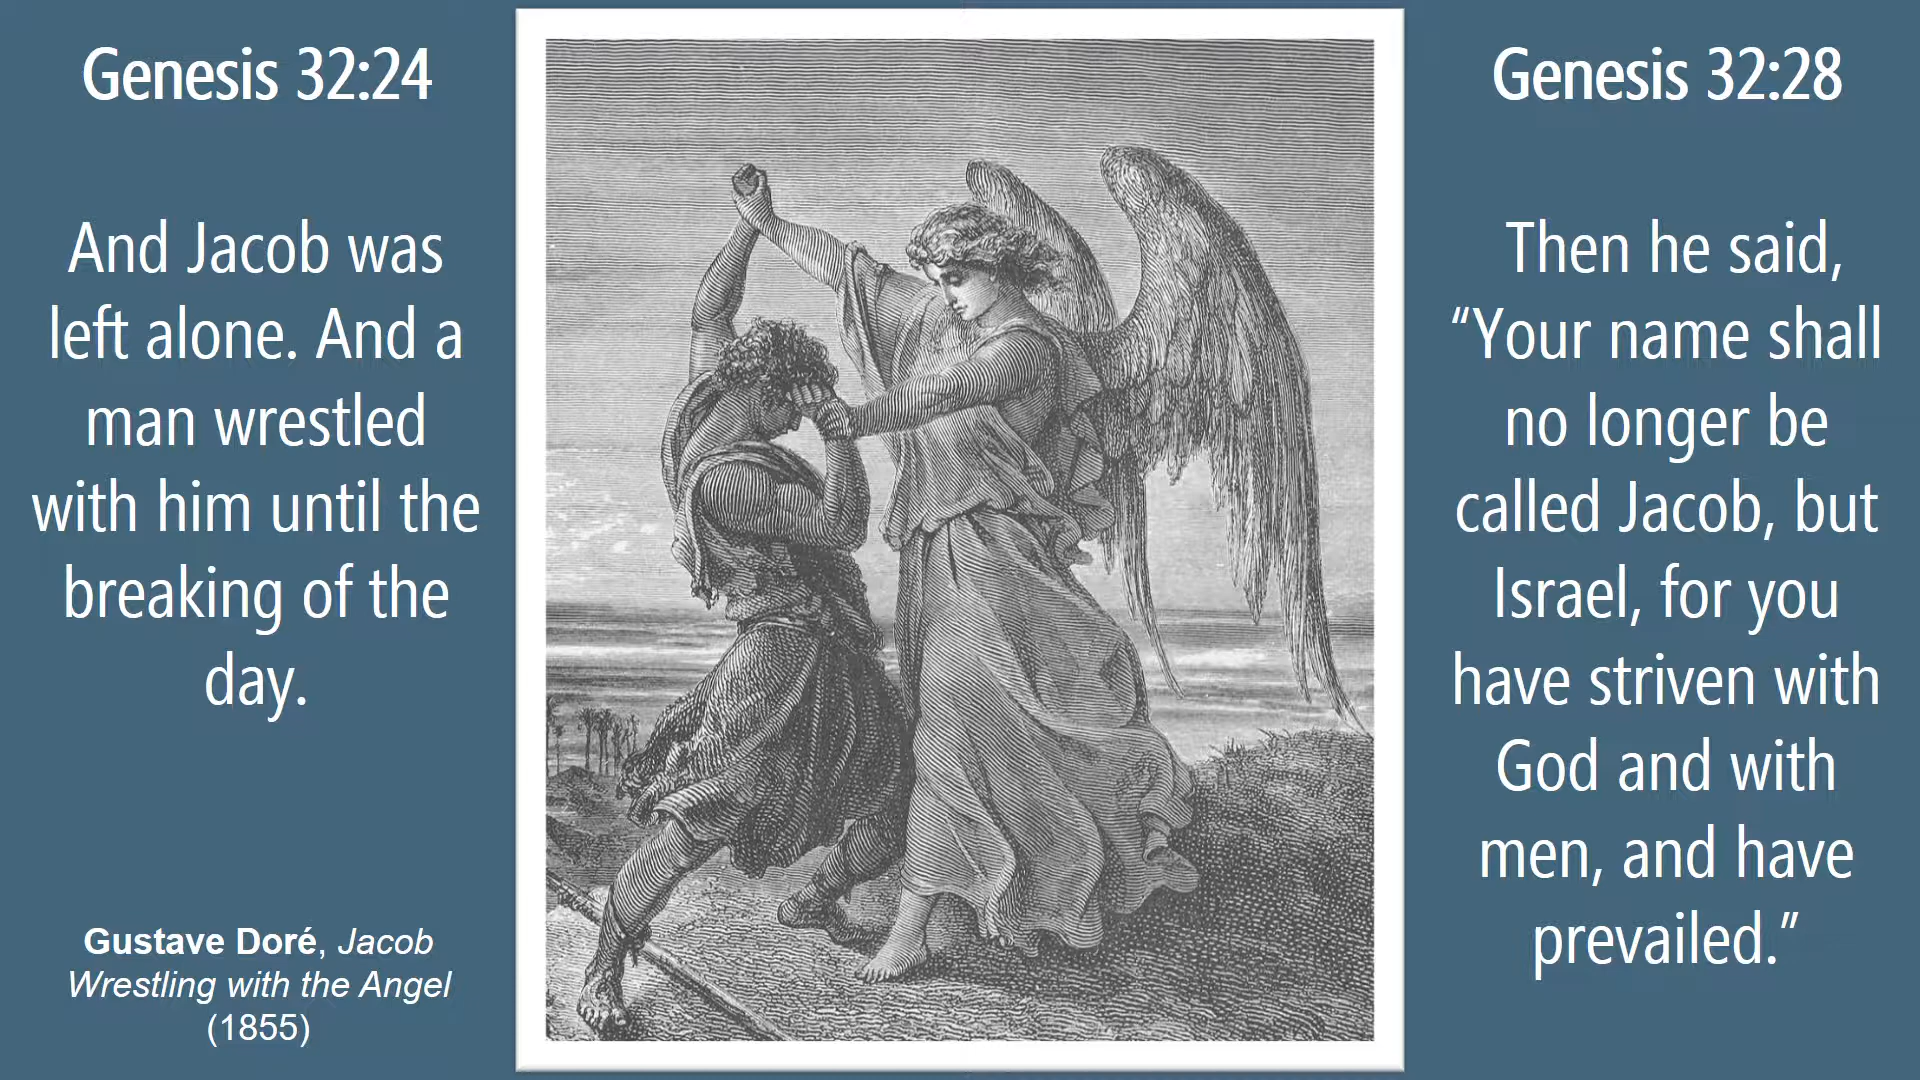 Genesis 32:24
And Jacob was
left alone. And a
man wrestled
with him until the
breaking of the
day.
Gustave Doré, Jacob
Wrestling with the Angel
(1855)
Genesis 32:28
Then he said,
“Your name shall
no longer be
called Jacob, but
Israel, for you
have striven with
God and with
men, and have
prevailed.”